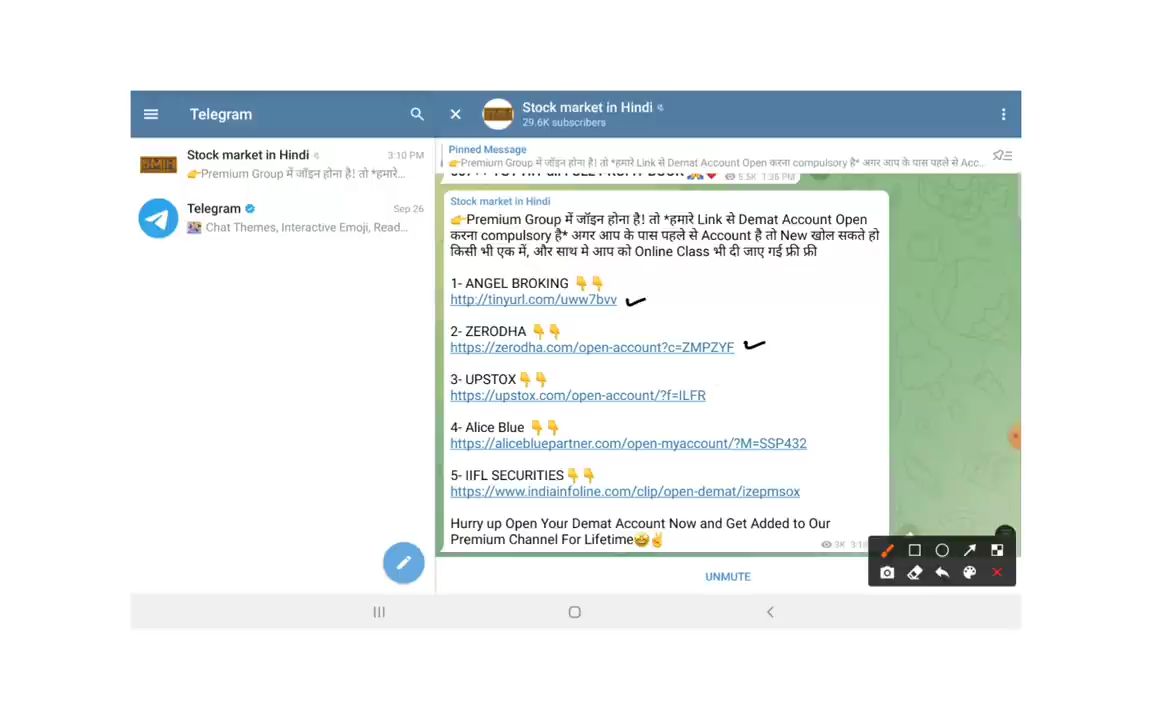 Telegram
Stock market in Hindi
29.6K subscribers
Stock market in Hindi
3:10 PM
👉Premium Group में जॉइन होना है! तो *हमारे...
Telegram
Sep 26
Chat Themes, Interactive Emoji, Read...
Pinned Message
👉Premium Group में जॉइन होना है! तो *हमारे Link से Demat Account Open करना compulsory है* अगर आप के पास पहले से Acc...
5.5K 1:36 PM
Stock market in Hindi
👉Premium Group में जॉइन होना है! तो *हमारे Link से Demat Account Open
करना compulsory है* अगर आप के पास पहले से Account है तो New खोल सकते हो
किसी भी एक में, और साथ मे आप को Online Class भी दी जाए गई फ्री फ्री
1- ANGEL BROKING 👇👇
http://tinyurl.com/uww7bvv
2- ZERODHA 👇👇
https://zerodha.com/open-account?c=ZMPZYF
3- UPSTOX👇👇
https://upstox.com/open-account/?f=ILFR
4- Alice Blue 👇👇
https://alicebluepartner.com/open-myaccount/?M=SSP432
5- IIFL SECURITIES👇👇
https://www.indiainfoline.com/clip/open-demat/izepmsox
Hurry up Open Your Demat Account Now and Get Added to Our
Premium Channel For Lifetime🤩✌
3K
UNMUTE